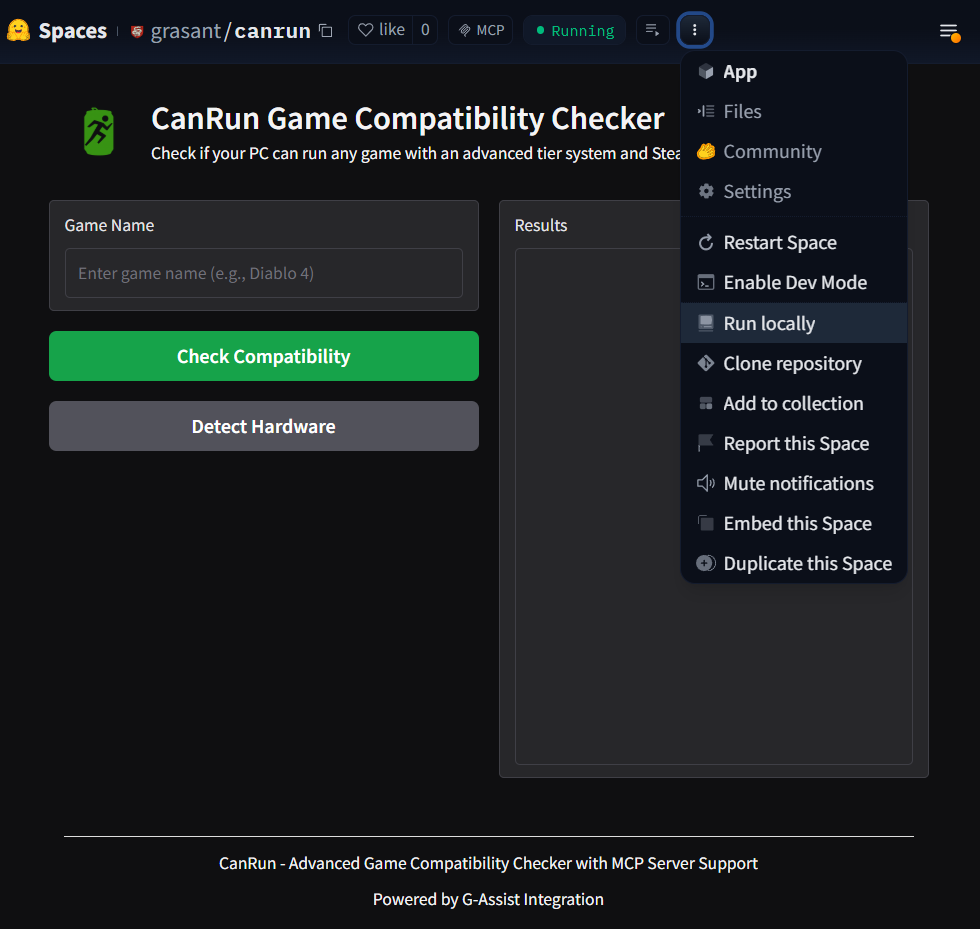 Spaces grasant/canrun like 0 MCP Running
App
Files
Community
Settings
Restart Space
Enable Dev Mode
Run locally
Clone repository
Add to collection
Report this Space
Mute notifications
Embed this Space
Duplicate this Space
CanRun Game Compatibility Checker
Check if your PC can run any game with an advanced tier system and Stea
Game Name
Enter game name (e.g., Diablo 4)
Check Compatibility
Detect Hardware
Results
CanRun - Advanced Game Compatibility Checker with MCP Server Support
Powered by G-Assist Integration